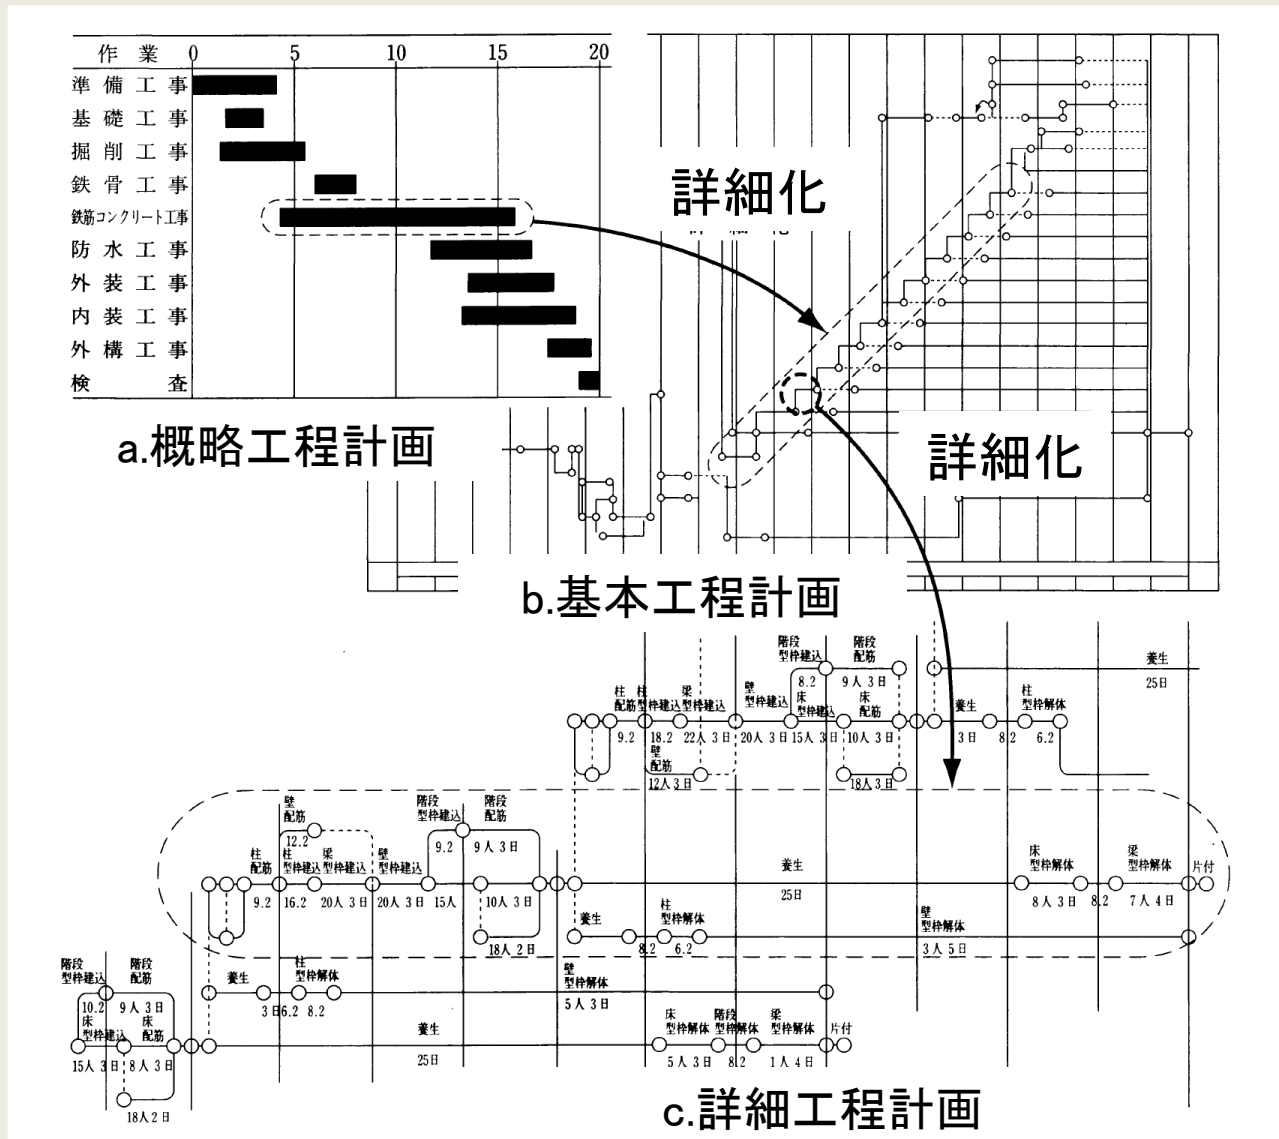 作業 0 5 10 15 20
準備工事
基礎工事
掘削工事
鉄骨工事
鉄筋コンクリート工事
防水工事
外装工事
内装工事
外構工事
検査
a.概略工程計画
詳細化
詳細化
b.基本工程計画
階段 階段
型枠建込 配筋
8.2 9人3日
養生
25日
柱 柱 梁 壁 床 床 養生 柱
配筋 型枠建込 型枠建込 型枠建込 型枠建込 配筋 型枠解体
9.2 18.2 22人3日 20人3日 15人3日 10人3日 3日 8.2 6.2
壁
配筋
12人3日 18人3日
壁 階段 階段
配筋 型枠建込 配筋
12.2 9.2 9人3日
柱 柱 梁 壁 養生 床 梁 片付
配筋 型枠建込 型枠建込 型枠建込 型枠解体 型枠解体
9.2 16.2 20人3日 20人3日 15人 10人3日 25日 8人3日 8.2 7人4日
18人2日
養生 柱 壁
型枠解体 型枠解体
8.2 6.2 3人5日
階段 階段
型枠建込 配筋
10.2 9人3日
養生 柱 壁
型枠解体 型枠解体
3日 6.2 8.2 5人3日
床 床 養生 床 階段 梁 片付
型枠建込 配筋 型枠解体 型枠解体 型枠解体
15人3日 8人3日 25日 5人3日 8.2 1人4日
18人2日
c.詳細工程計画